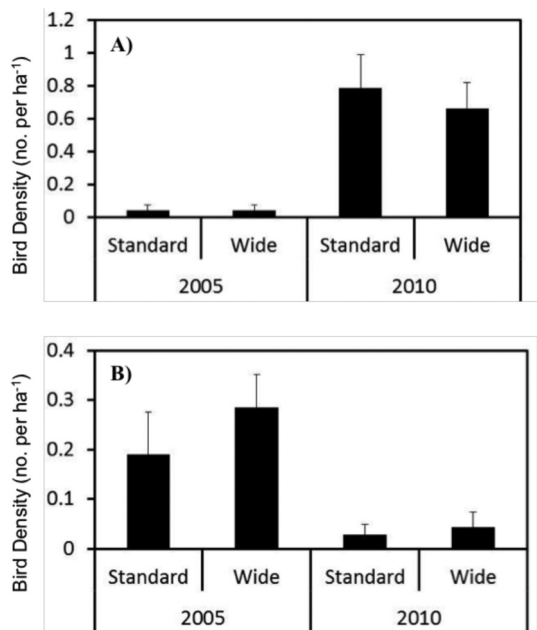 Bird Density (no. per ha⁻¹)
A)
1.2
1
0.8
0.6
0.4
0.2
0
Standard Wide Standard Wide
2005 2010
Bird Density (no. per ha⁻¹)
B)
0.4
0.3
0.2
0.1
0
Standard Wide Standard Wide
2005 2010